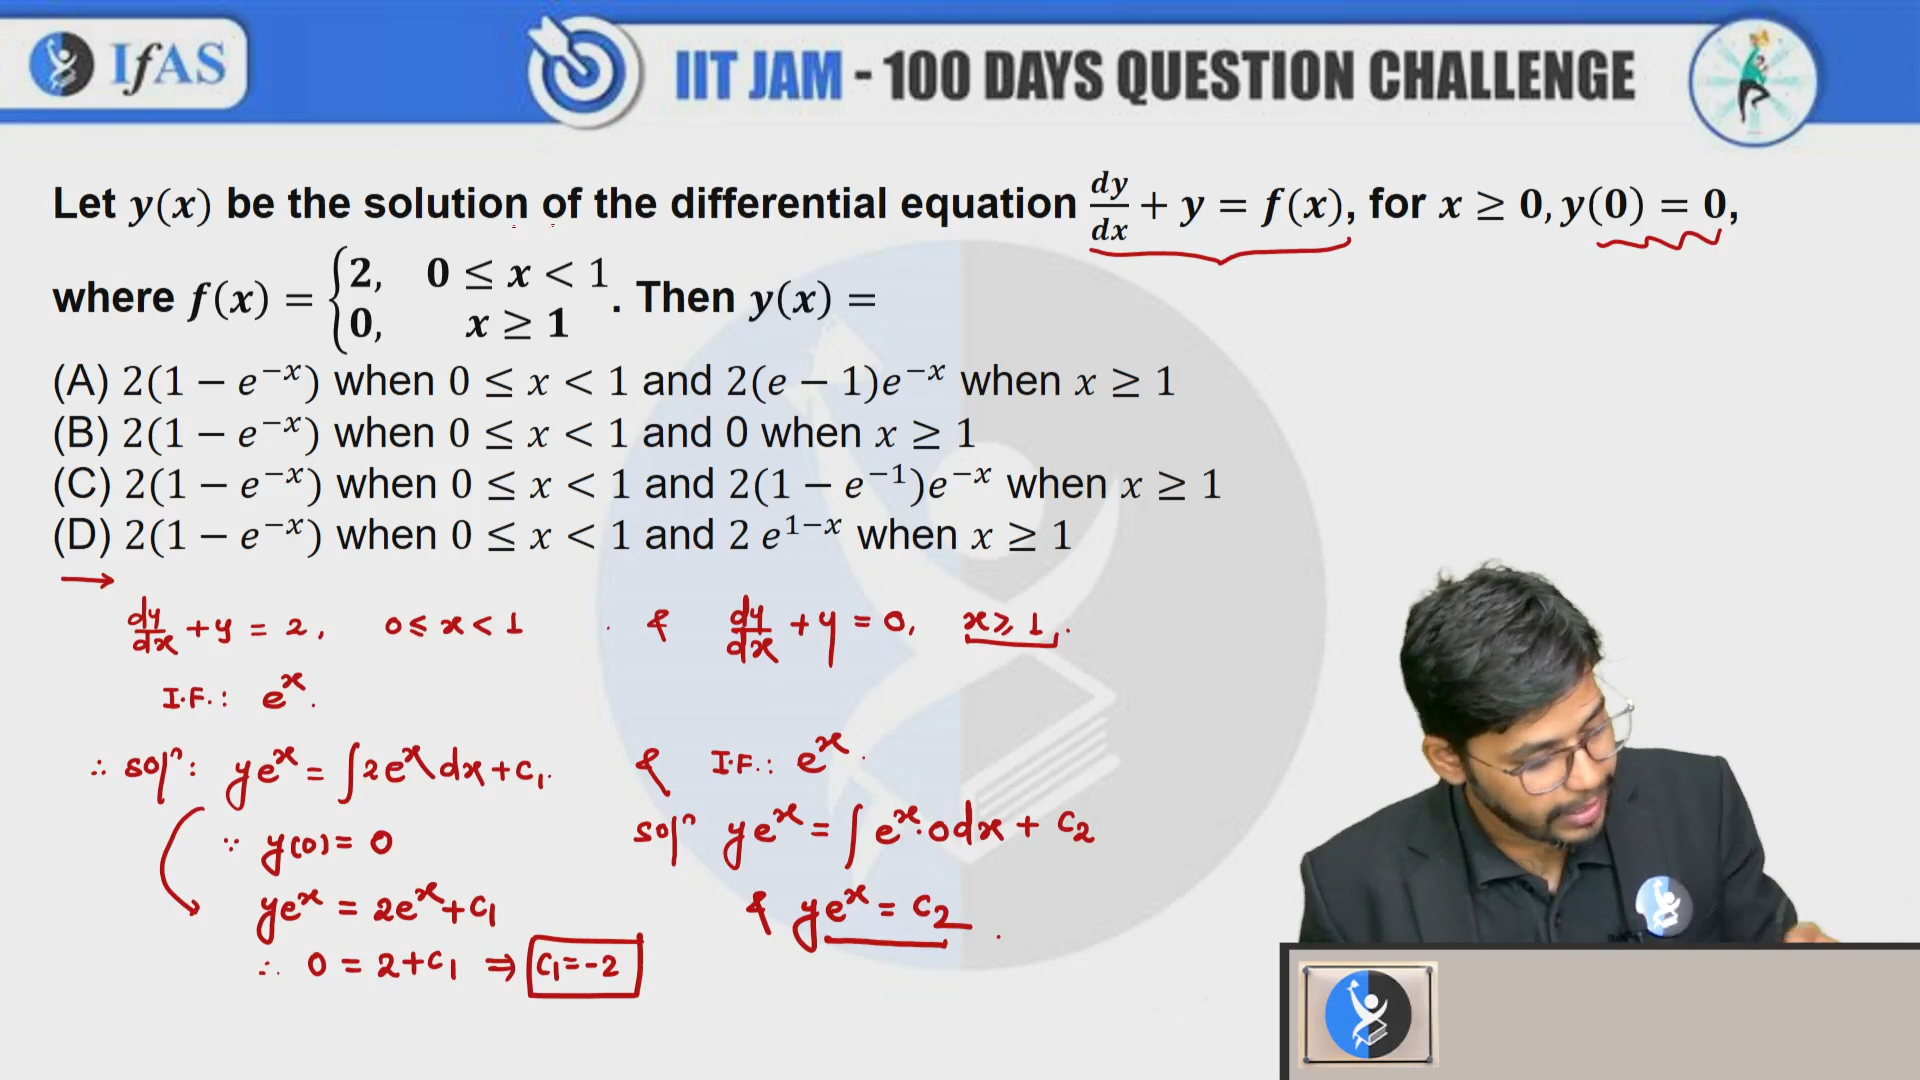 IfAS
IIT JAM - 100 DAYS QUESTION CHALLENGE
Let y(x) be the solution of the differential equation dy/dx + y = f(x), for x ≥ 0, y(0) = 0,
where f(x) = {2, 0 ≤ x < 1
0, x ≥ 1 . Then y(x) =
(A) 2(1 − e^{−x}) when 0 ≤ x < 1 and 2(e − 1)e^{−x} when x ≥ 1
(B) 2(1 − e^{−x}) when 0 ≤ x < 1 and 0 when x ≥ 1
(C) 2(1 − e^{−x}) when 0 ≤ x < 1 and 2(1 − e^{−1})e^{−x} when x ≥ 1
(D) 2(1 − e^{−x}) when 0 ≤ x < 1 and 2 e^{1−x} when x ≥ 1
→
dy/dx + y = 2, 0 ≤ x < 1 & dy/dx + y = 0, x ≥ 1.
I.F.: e^x.
∴ solⁿ: ye^x = ∫2e^x dx + c₁. & I.F.: e^x.
∵ y(0) = 0 solⁿ ye^x = ∫e^x.0dx + c₂
ye^x = 2e^x + c₁ & ye^x = c₂
∴ 0 = 2 + c₁ ⇒ c₁ = -2